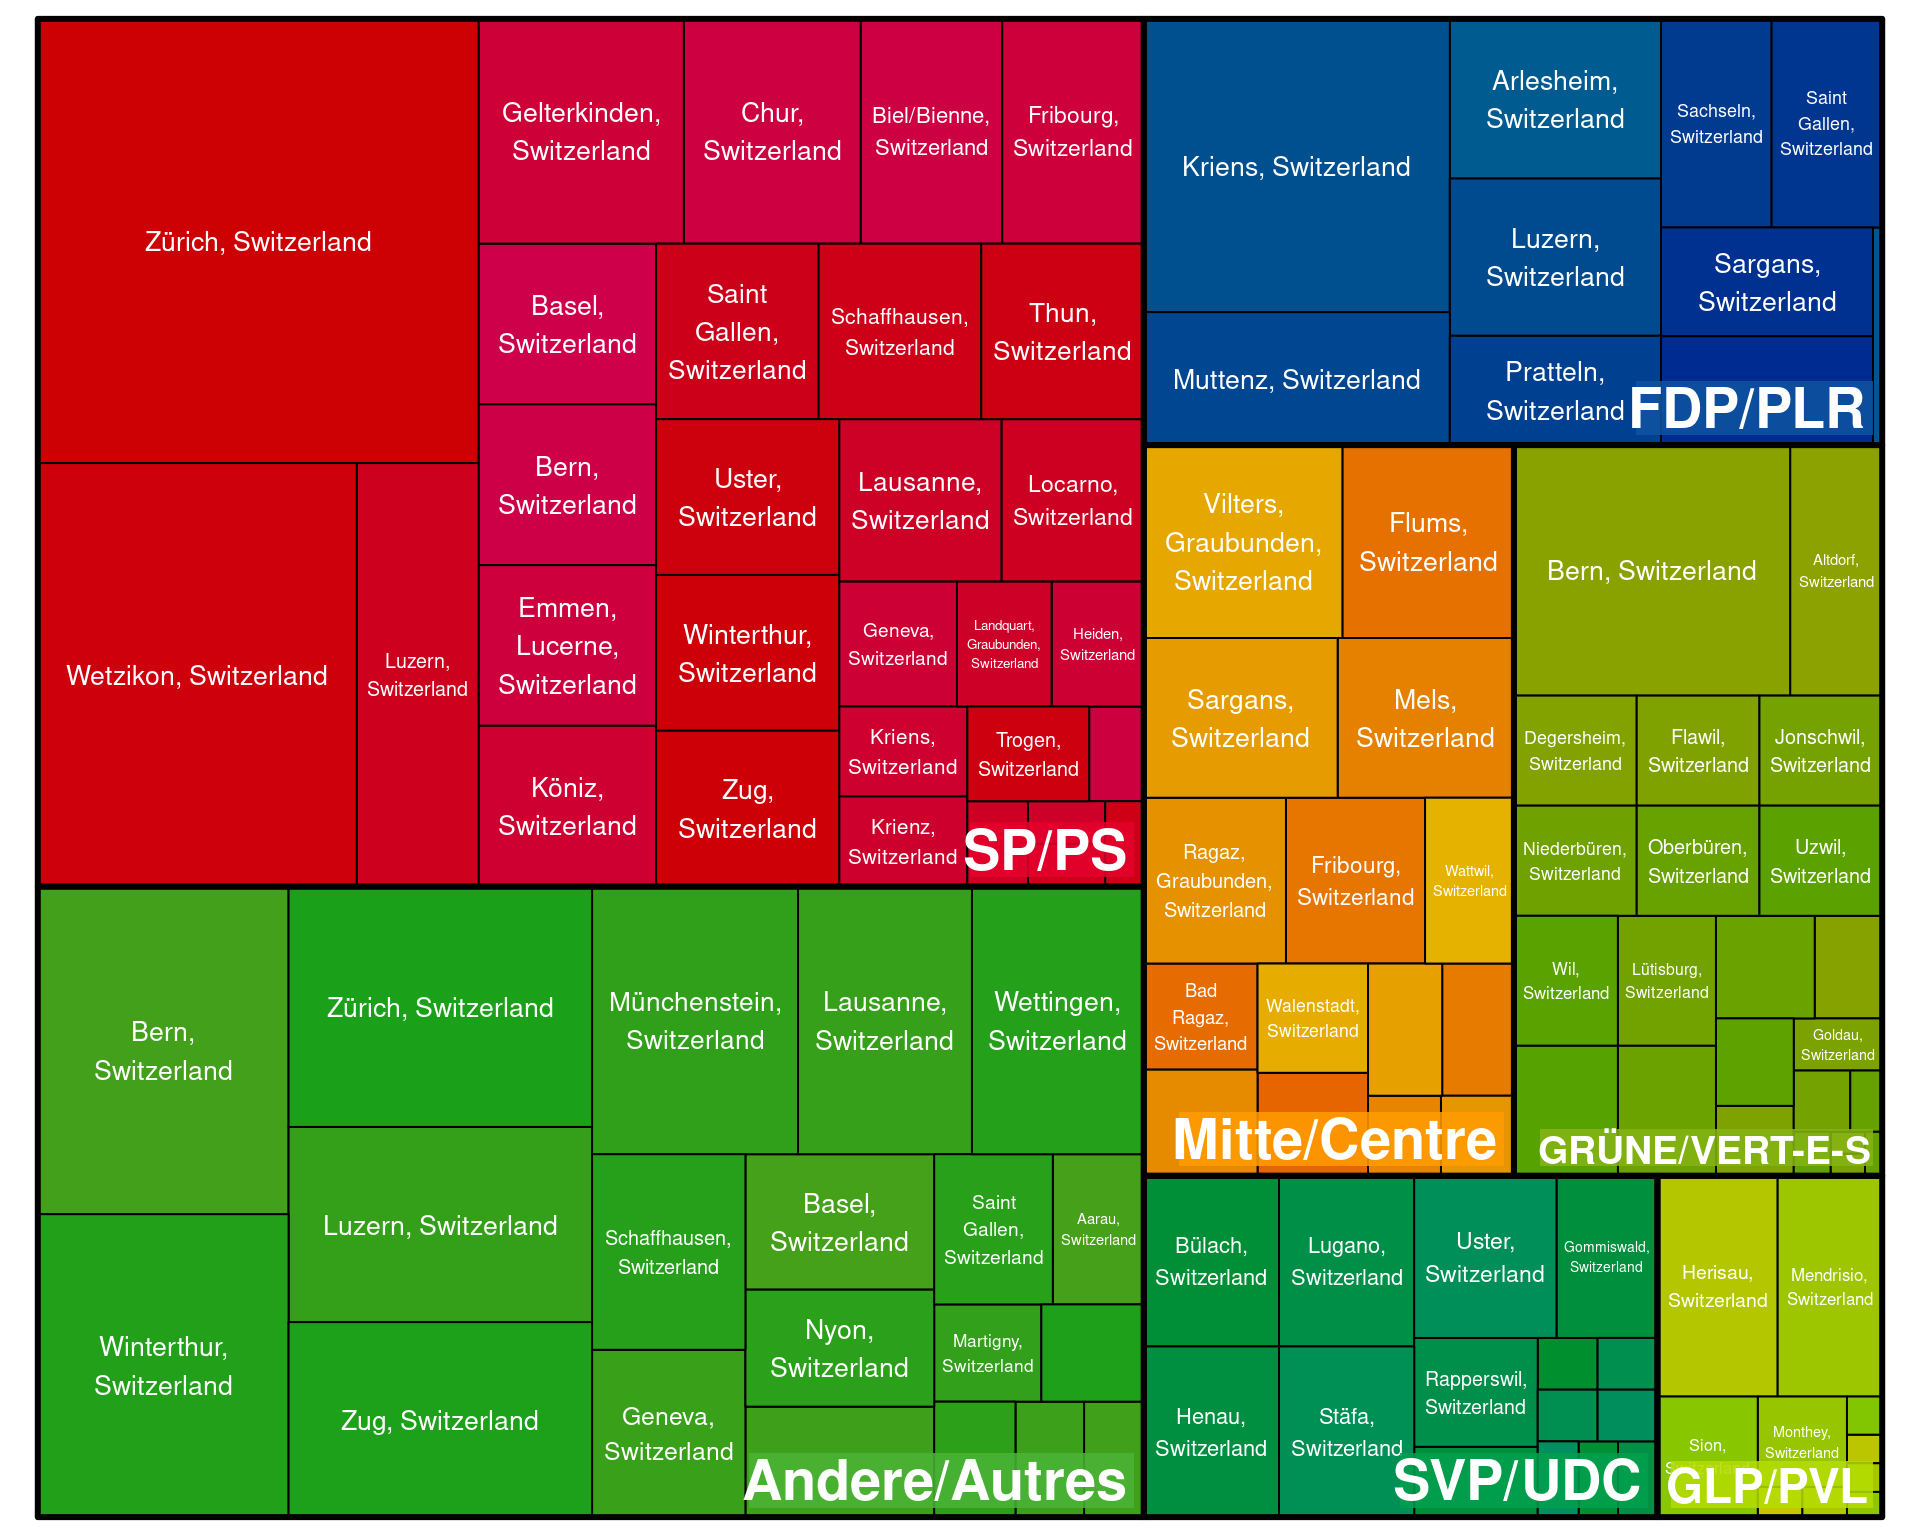 Zürich, Switzerland
Wetzikon, Switzerland
Luzern,
Switzerland
Gelterkinden,
Switzerland
Chur,
Switzerland
Biel/Bienne,
Switzerland
Fribourg,
Switzerland
Basel,
Switzerland
Bern,
Switzerland
Emmen,
Lucerne,
Switzerland
Köniz,
Switzerland
Saint
Gallen,
Switzerland
Schaffhausen,
Switzerland
Thun,
Switzerland
Uster,
Switzerland
Winterthur,
Switzerland
Zug,
Switzerland
Lausanne,
Switzerland
Locarno,
Switzerland
Geneva,
Switzerland
Landquart,
Graubunden,
Switzerland
Heiden,
Switzerland
Kriens,
Switzerland
Krienz,
Switzerland
Trogen,
Switzerland
SP/PS
Bern,
Switzerland
Winterthur,
Switzerland
Zürich, Switzerland
Luzern, Switzerland
Zug, Switzerland
Münchenstein,
Switzerland
Lausanne,
Switzerland
Wettingen,
Switzerland
Schaffhausen,
Switzerland
Geneva,
Switzerland
Basel,
Switzerland
Nyon,
Switzerland
Saint
Gallen,
Switzerland
Aarau,
Switzerland
Martigny,
Switzerland
Andere/Autres
Kriens, Switzerland
Muttenz, Switzerland
Arlesheim,
Switzerland
Luzern,
Switzerland
Pratteln,
Switzerland
Sachseln,
Switzerland
Saint
Gallen,
Switzerland
Sargans,
Switzerland
FDP/PLR
Vilters,
Graubunden,
Switzerland
Flums,
Switzerland
Sargans,
Switzerland
Mels,
Switzerland
Ragaz,
Graubunden,
Switzerland
Fribourg,
Switzerland
Wattwil,
Switzerland
Bad
Ragaz,
Switzerland
Walenstadt,
Switzerland
Mitte/Centre
Bern, Switzerland
Altdorf,
Switzerland
Degersheim,
Switzerland
Flawil,
Switzerland
Jonschwil,
Switzerland
Niederbüren,
Switzerland
Oberbüren,
Switzerland
Uzwil,
Switzerland
Wil,
Switzerland
Lütisburg,
Switzerland
Goldau,
Switzerland
GRÜNE/VERT-E-S
Bülach,
Switzerland
Lugano,
Switzerland
Uster,
Switzerland
Gommiswald,
Switzerland
Henau,
Switzerland
Stäfa,
Switzerland
Rapperswil,
Switzerland
SVP/UDC
Herisau,
Switzerland
Mendrisio,
Switzerland
Sion,
Monthey,
Switzerland
GLP/PVL